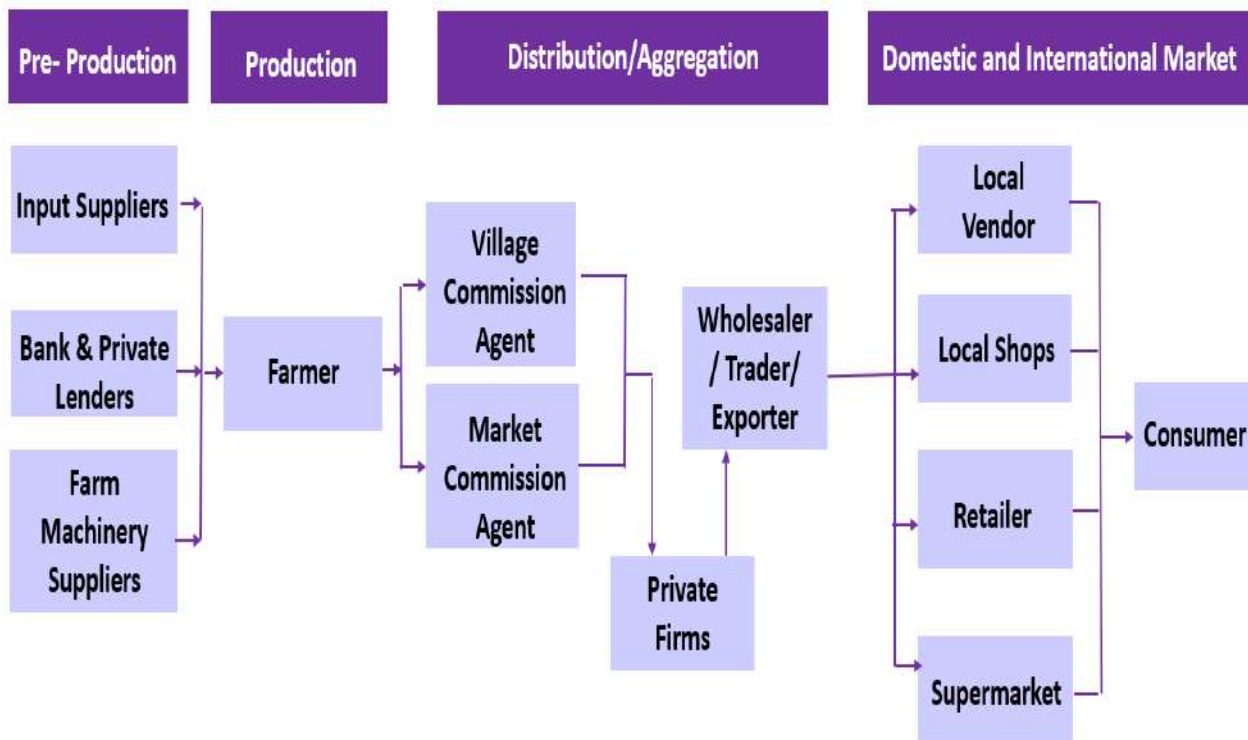 Pre- Production
Production
Distribution/Aggregation
Domestic and International Market
Input Suppliers
Bank & Private
Lenders
Farm
Machinery
Suppliers
Farmer
Village
Commission
Agent
Market
Commission
Agent
Private
Firms
Wholesaler
/ Trader/
Exporter
Local
Vendor
Local Shops
Retailer
Supermarket
Consumer